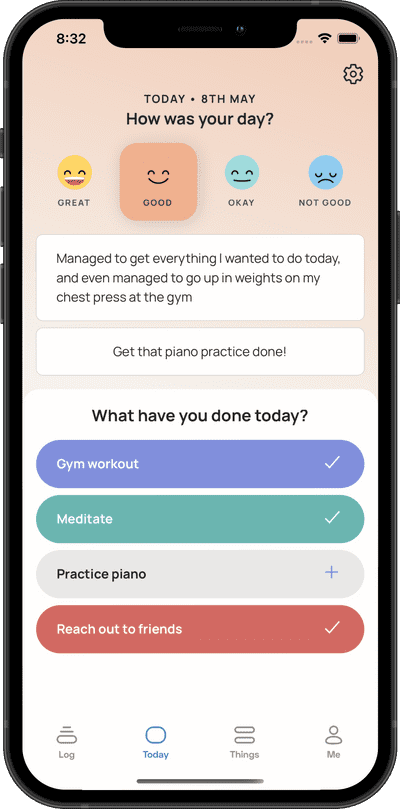 8:32
TODAY • 8TH MAY
How was your day?
GREAT
GOOD
OKAY
NOT GOOD
Managed to get everything I wanted to do today,
and even managed to go up in weights on my
chest press at the gym
Get that piano practice done!
What have you done today?
Gym workout
Meditate
Practice piano
Reach out to friends
Log
Today
Things
Me